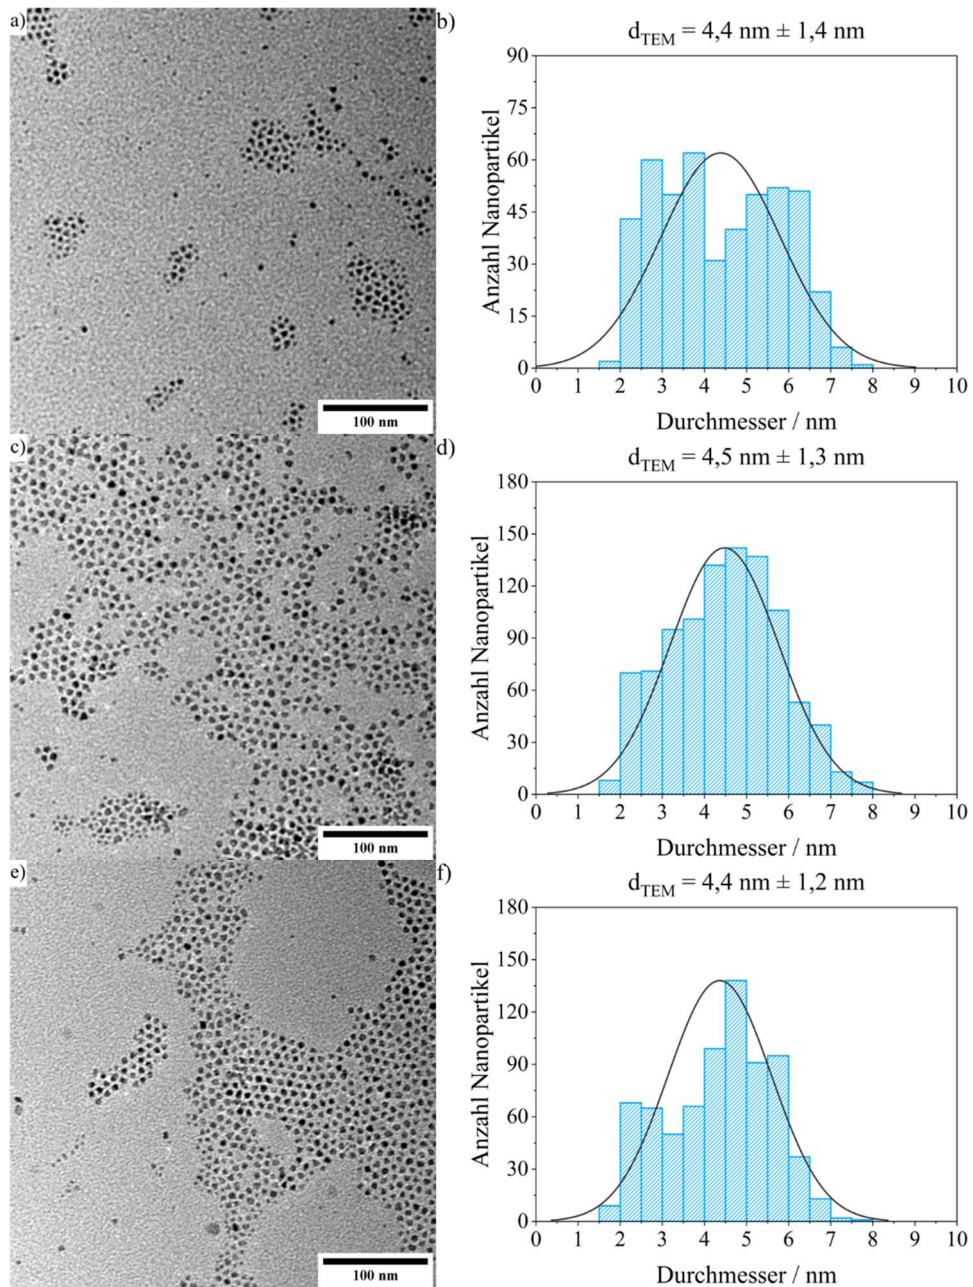 a)
100 nm
b)
d_TEM = 4,4 nm ± 1,4 nm
Anzahl Nanopartikel
90
75
60
45
30
15
0
0 1 2 3 4 5 6 7 8 9 10
Durchmesser / nm
c)
100 nm
d)
d_TEM = 4,5 nm ± 1,3 nm
Anzahl Nanopartikel
180
150
120
90
60
30
0
0 1 2 3 4 5 6 7 8 9 10
Durchmesser / nm
e)
100 nm
f)
d_TEM = 4,4 nm ± 1,2 nm
Anzahl Nanopartikel
180
150
120
90
60
30
0
0 1 2 3 4 5 6 7 8 9 10
Durchmesser / nm